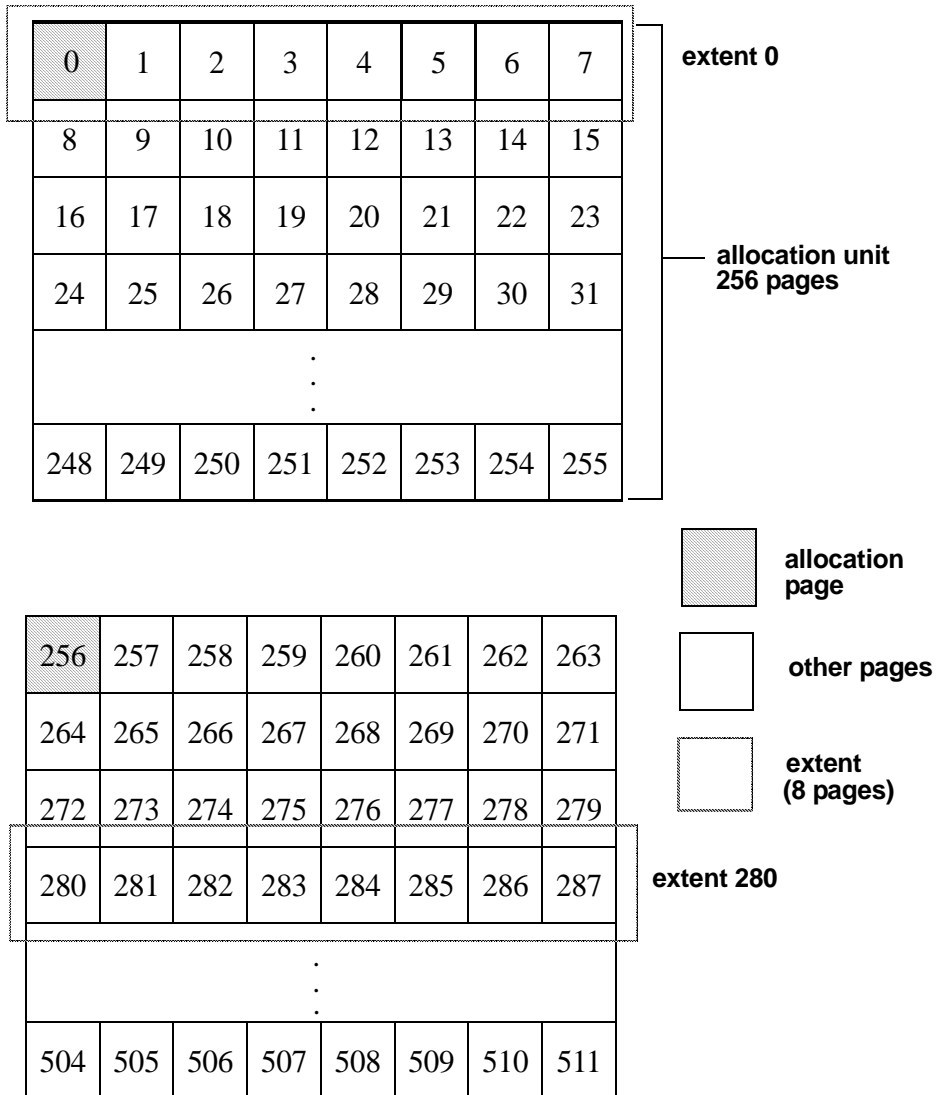 0 1 2 3 4 5 6 7
extent 0
8 9 10 11 12 13 14 15
16 17 18 19 20 21 22 23
allocation unit
256 pages
24 25 26 27 28 29 30 31
.
.
.
248 249 250 251 252 253 254 255
allocation
page
256 257 258 259 260 261 262 263
other pages
264 265 266 267 268 269 270 271
extent
(8 pages)
272 273 274 275 276 277 278 279
280 281 282 283 284 285 286 287
extent 280
.
.
.
504 505 506 507 508 509 510 511